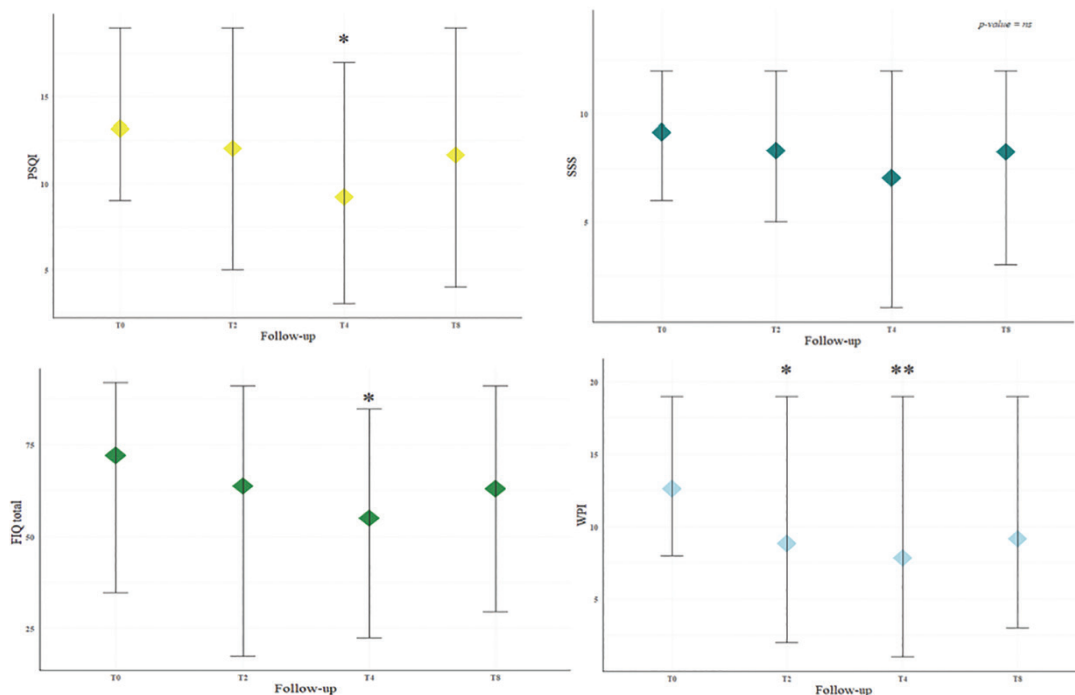 PSQI
15
10
5
*
T0 T2 T4 T8
Follow-up
SSS
10
5
p-value = ns
T0 T2 T4 T8
Follow-up
FIQ total
75
50
25
*
T0 T2 T4 T8
Follow-up
WPI
20
15
10
5
* **
T0 T2 T4 T8
Follow-up